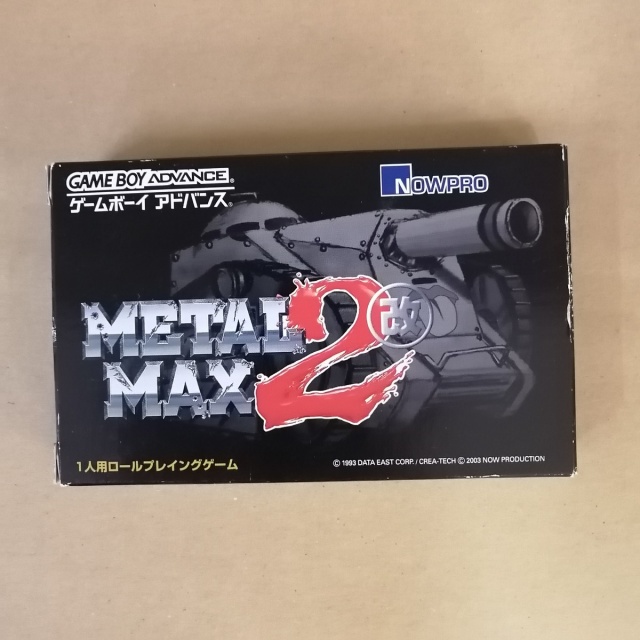 GAME BOY ADVANCE®
ゲームボーイ アドバンス®
NOWPRO
METAL
MAX
2
改
1人用ロールプレイングゲーム
© 1993 DATA EAST CORP. / CREA-TECH © 2003 NOW PRODUCTION